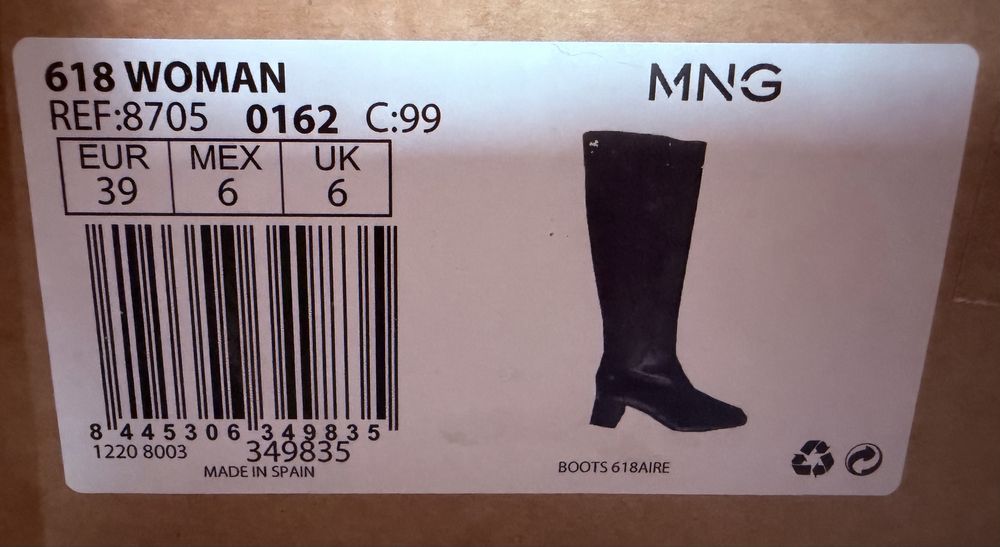 618 WOMAN
REF:8705 0162 C:99
EUR MEX UK
39 6 6
8 445306 349835
1220 8003 349835
MADE IN SPAIN
MNG
BOOTS 618AIRE